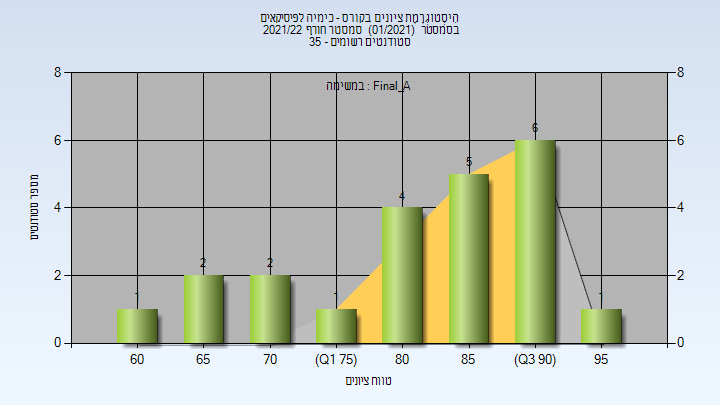 היסטוגרמת ציונים בקורס - כימיה לפיסיקאים
בסמסטר (01/2021) סמסטר חורף 2021/22
סטודנטים רשומים - 35
במשימה : Final_A
8 8
6 6
4 4
2 2
0 0
1 2 2 1 4 5 6 1
60 65 70 (Q1 75) 80 85 (Q3 90) 95
מספר סטודנטים
טווח ציונים